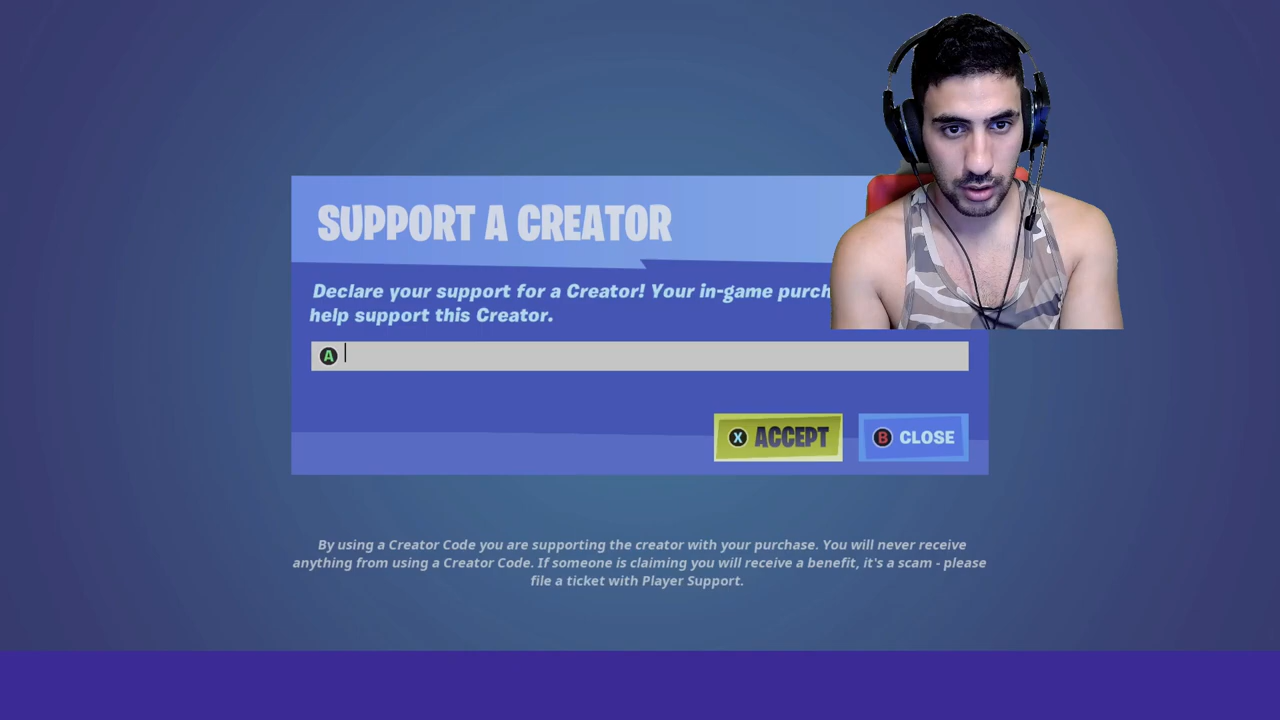 SUPPORT A CREATOR
Declare your support for a Creator! Your in-game purch
help support this Creator.
A
X ACCEPT B CLOSE
By using a Creator Code you are supporting the creator with your purchase. You will never receive
anything from using a Creator Code. If someone is claiming you will receive a benefit, it's a scam - please
file a ticket with Player Support.